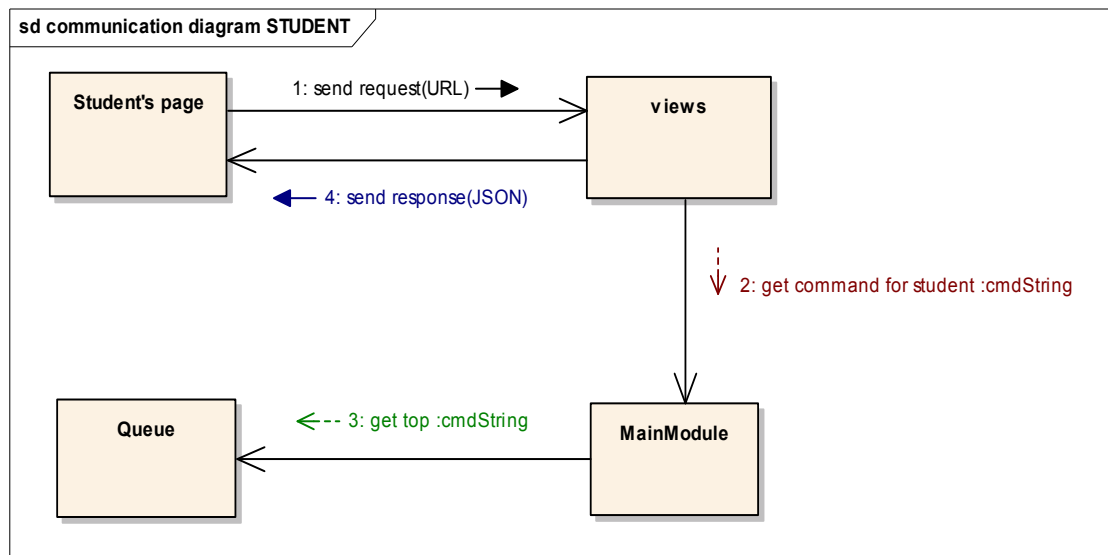 sd communication diagram STUDENT
Student's page
1: send request(URL)
views
4: send response(JSON)
2: get command for student :cmdString
Queue
3: get top :cmdString
MainModule